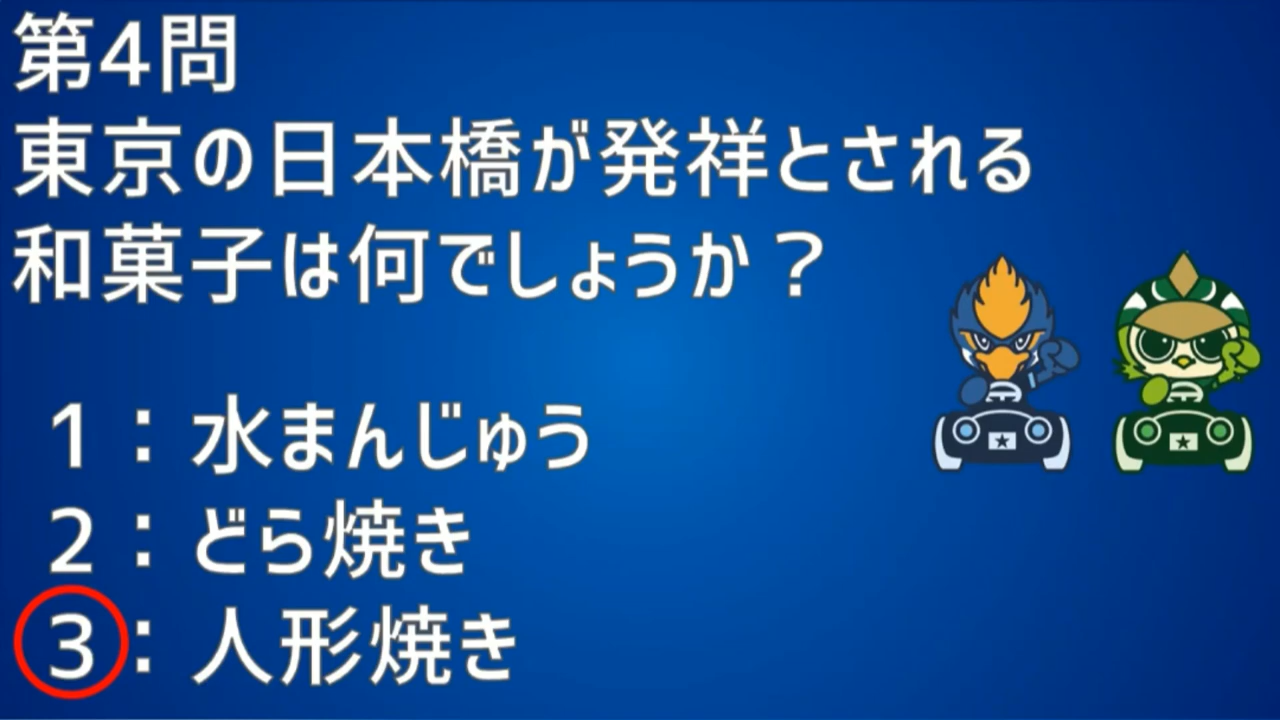 第4問
東京の日本橋が発祥とされる
和菓子は何でしょうか？
1：水まんじゅう
2：どら焼き
3：人形焼き